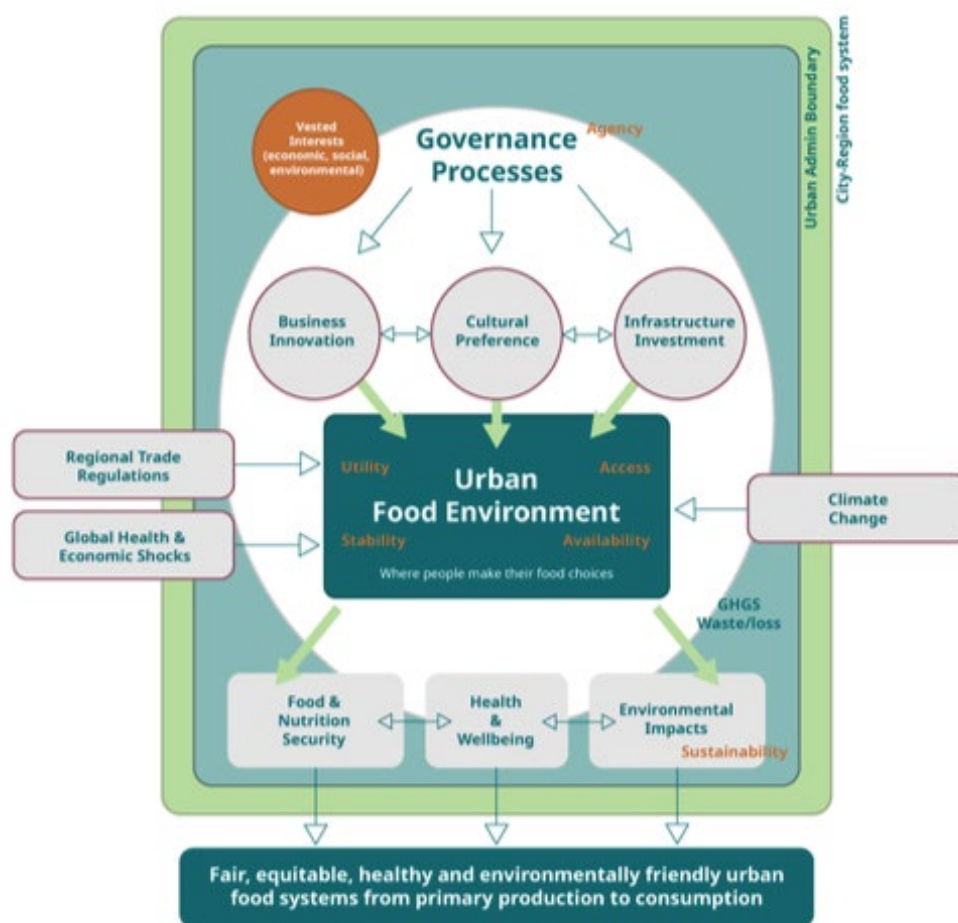 Urban Admin Boundary
City-Region food system
Vested
Interests
(economic, social,
environmental)
Governance
Processes
Agency
Business
Innovation
Cultural
Preference
Infrastructure
Investment
Regional Trade
Regulations
Global Health &
Economic Shocks
Utility
Access
Urban
Food Environment
Stability
Availability
Where people make their food choices
Climate
Change
GHGS
Waste/loss
Food &
Nutrition
Security
Health
&
Wellbeing
Environmental
Impacts
Sustainability
Fair, equitable, healthy and environmentally friendly urban
food systems from primary production to consumption